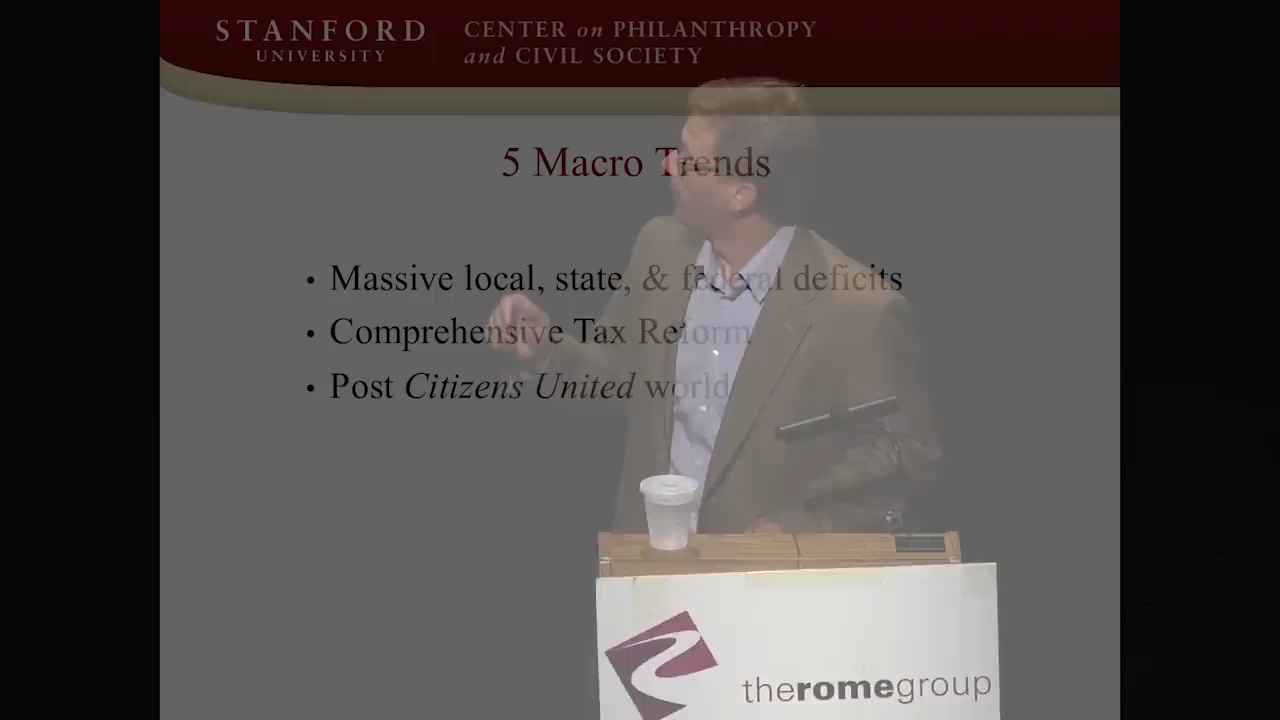 STANFORD
UNIVERSITY
CENTER on PHILANTHROPY
and CIVIL SOCIETY
5 Macro Trends
• Massive local, state, & federal deficits
• Comprehensive Tax Reform
• Post Citizens United world
theromegroup